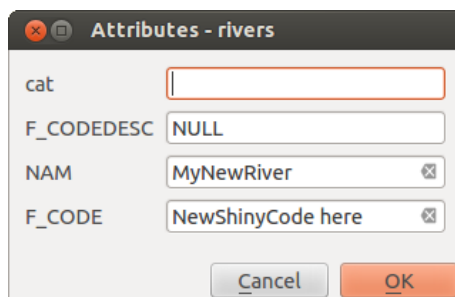 Attributes - rivers
cat
F_CODEDESC NULL
NAM MyNewRiver
F_CODE NewShinyCode here
Cancel OK